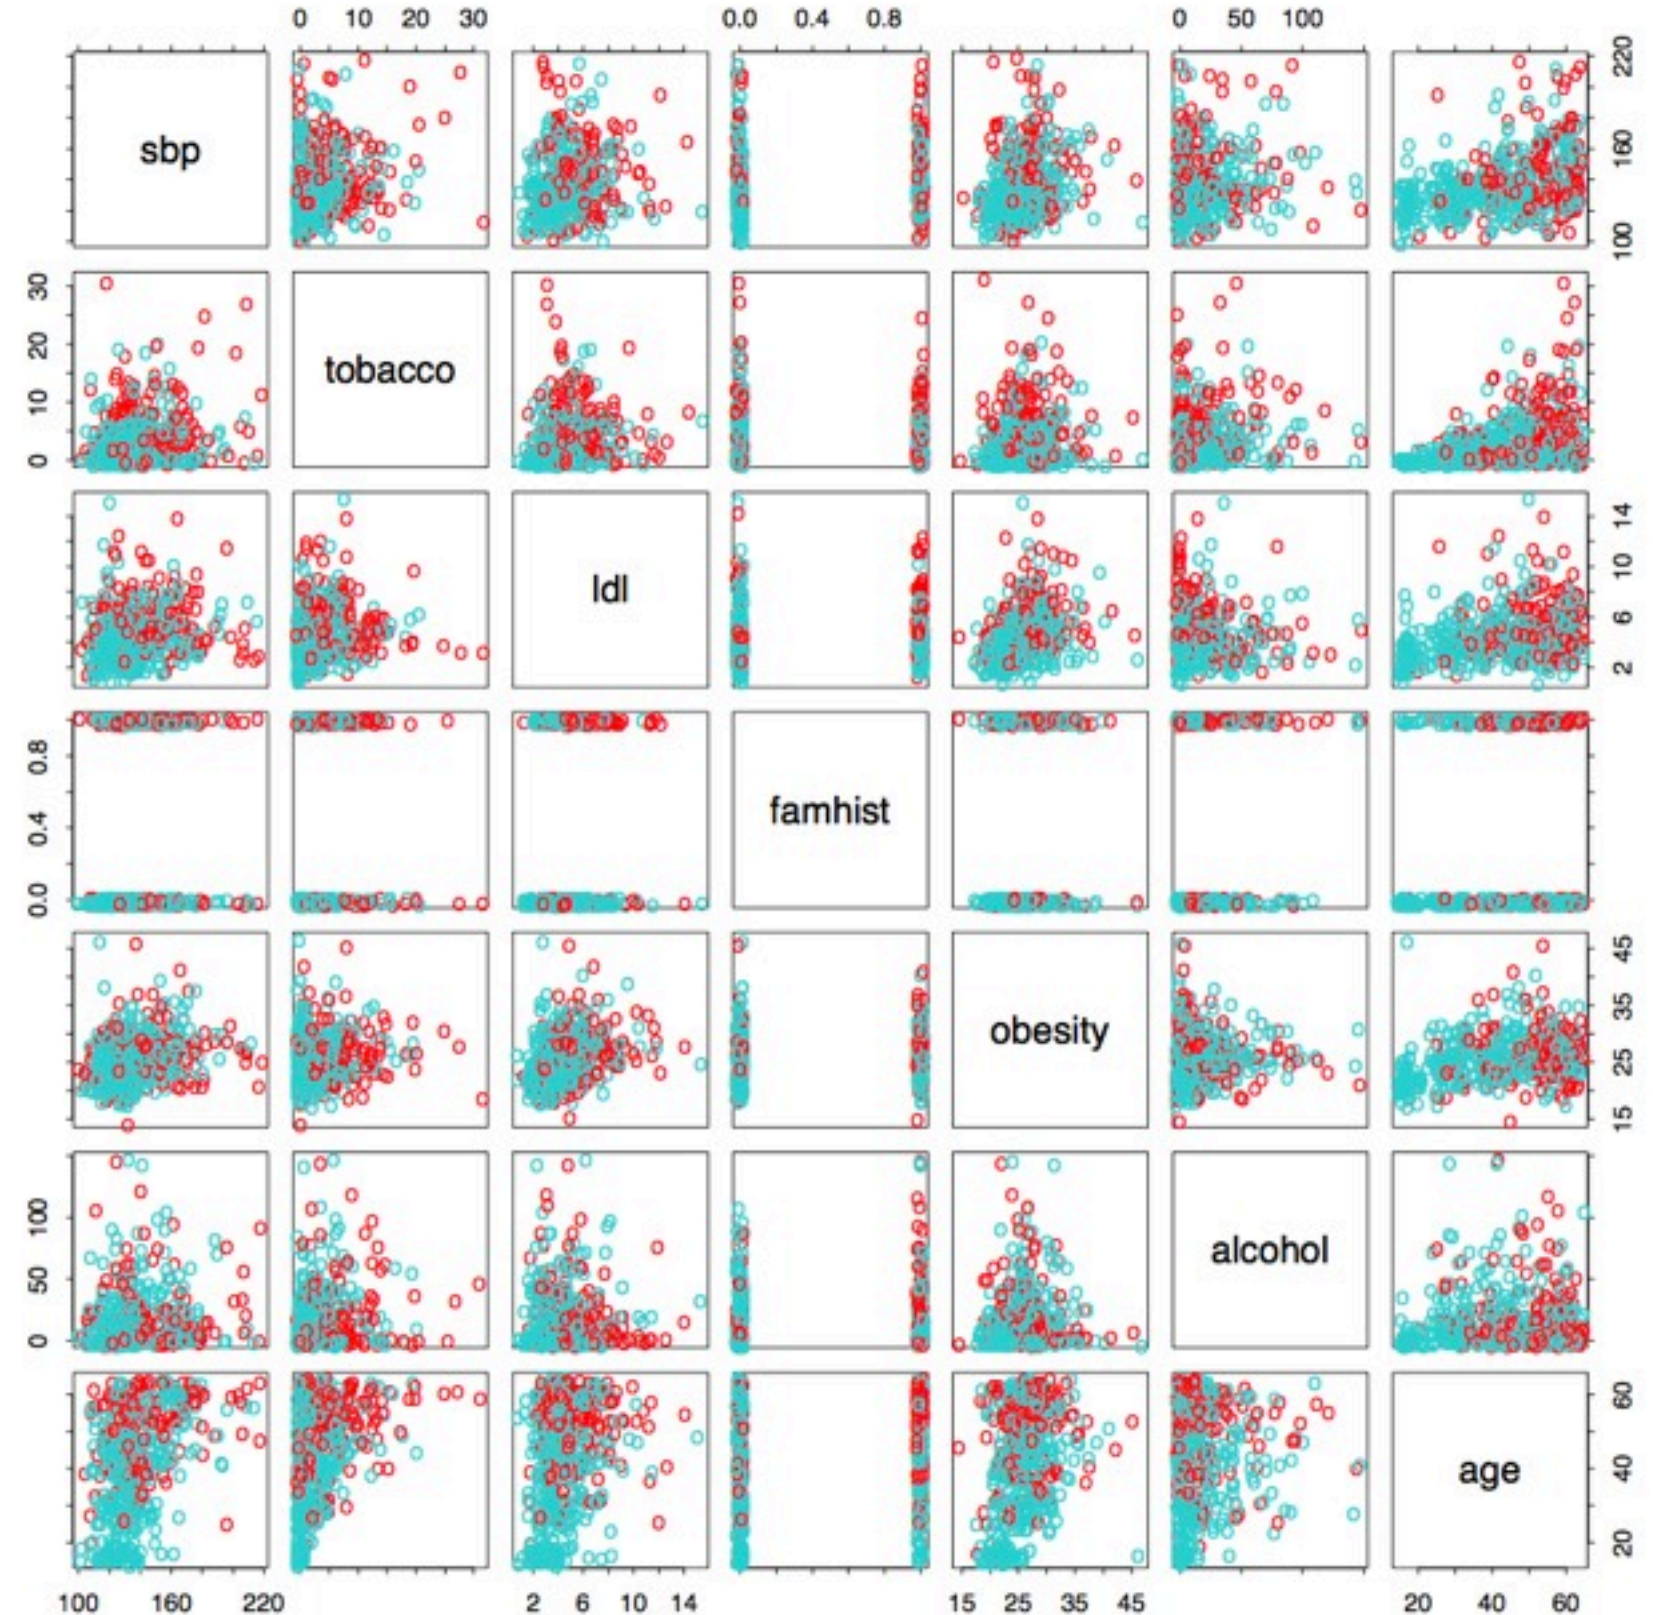 0 10 20 30 0.0 0.4 0.8 0 50 100
sbp 100 160 220
0 10 20 30 tobacco
ldl 2 6 10 14
0.0 0.4 0.8 famhist
obesity 15 25 35 45
0 50 100 alcohol
age 20 40 60
100 160 220 2 6 10 14 15 25 35 45 20 40 60